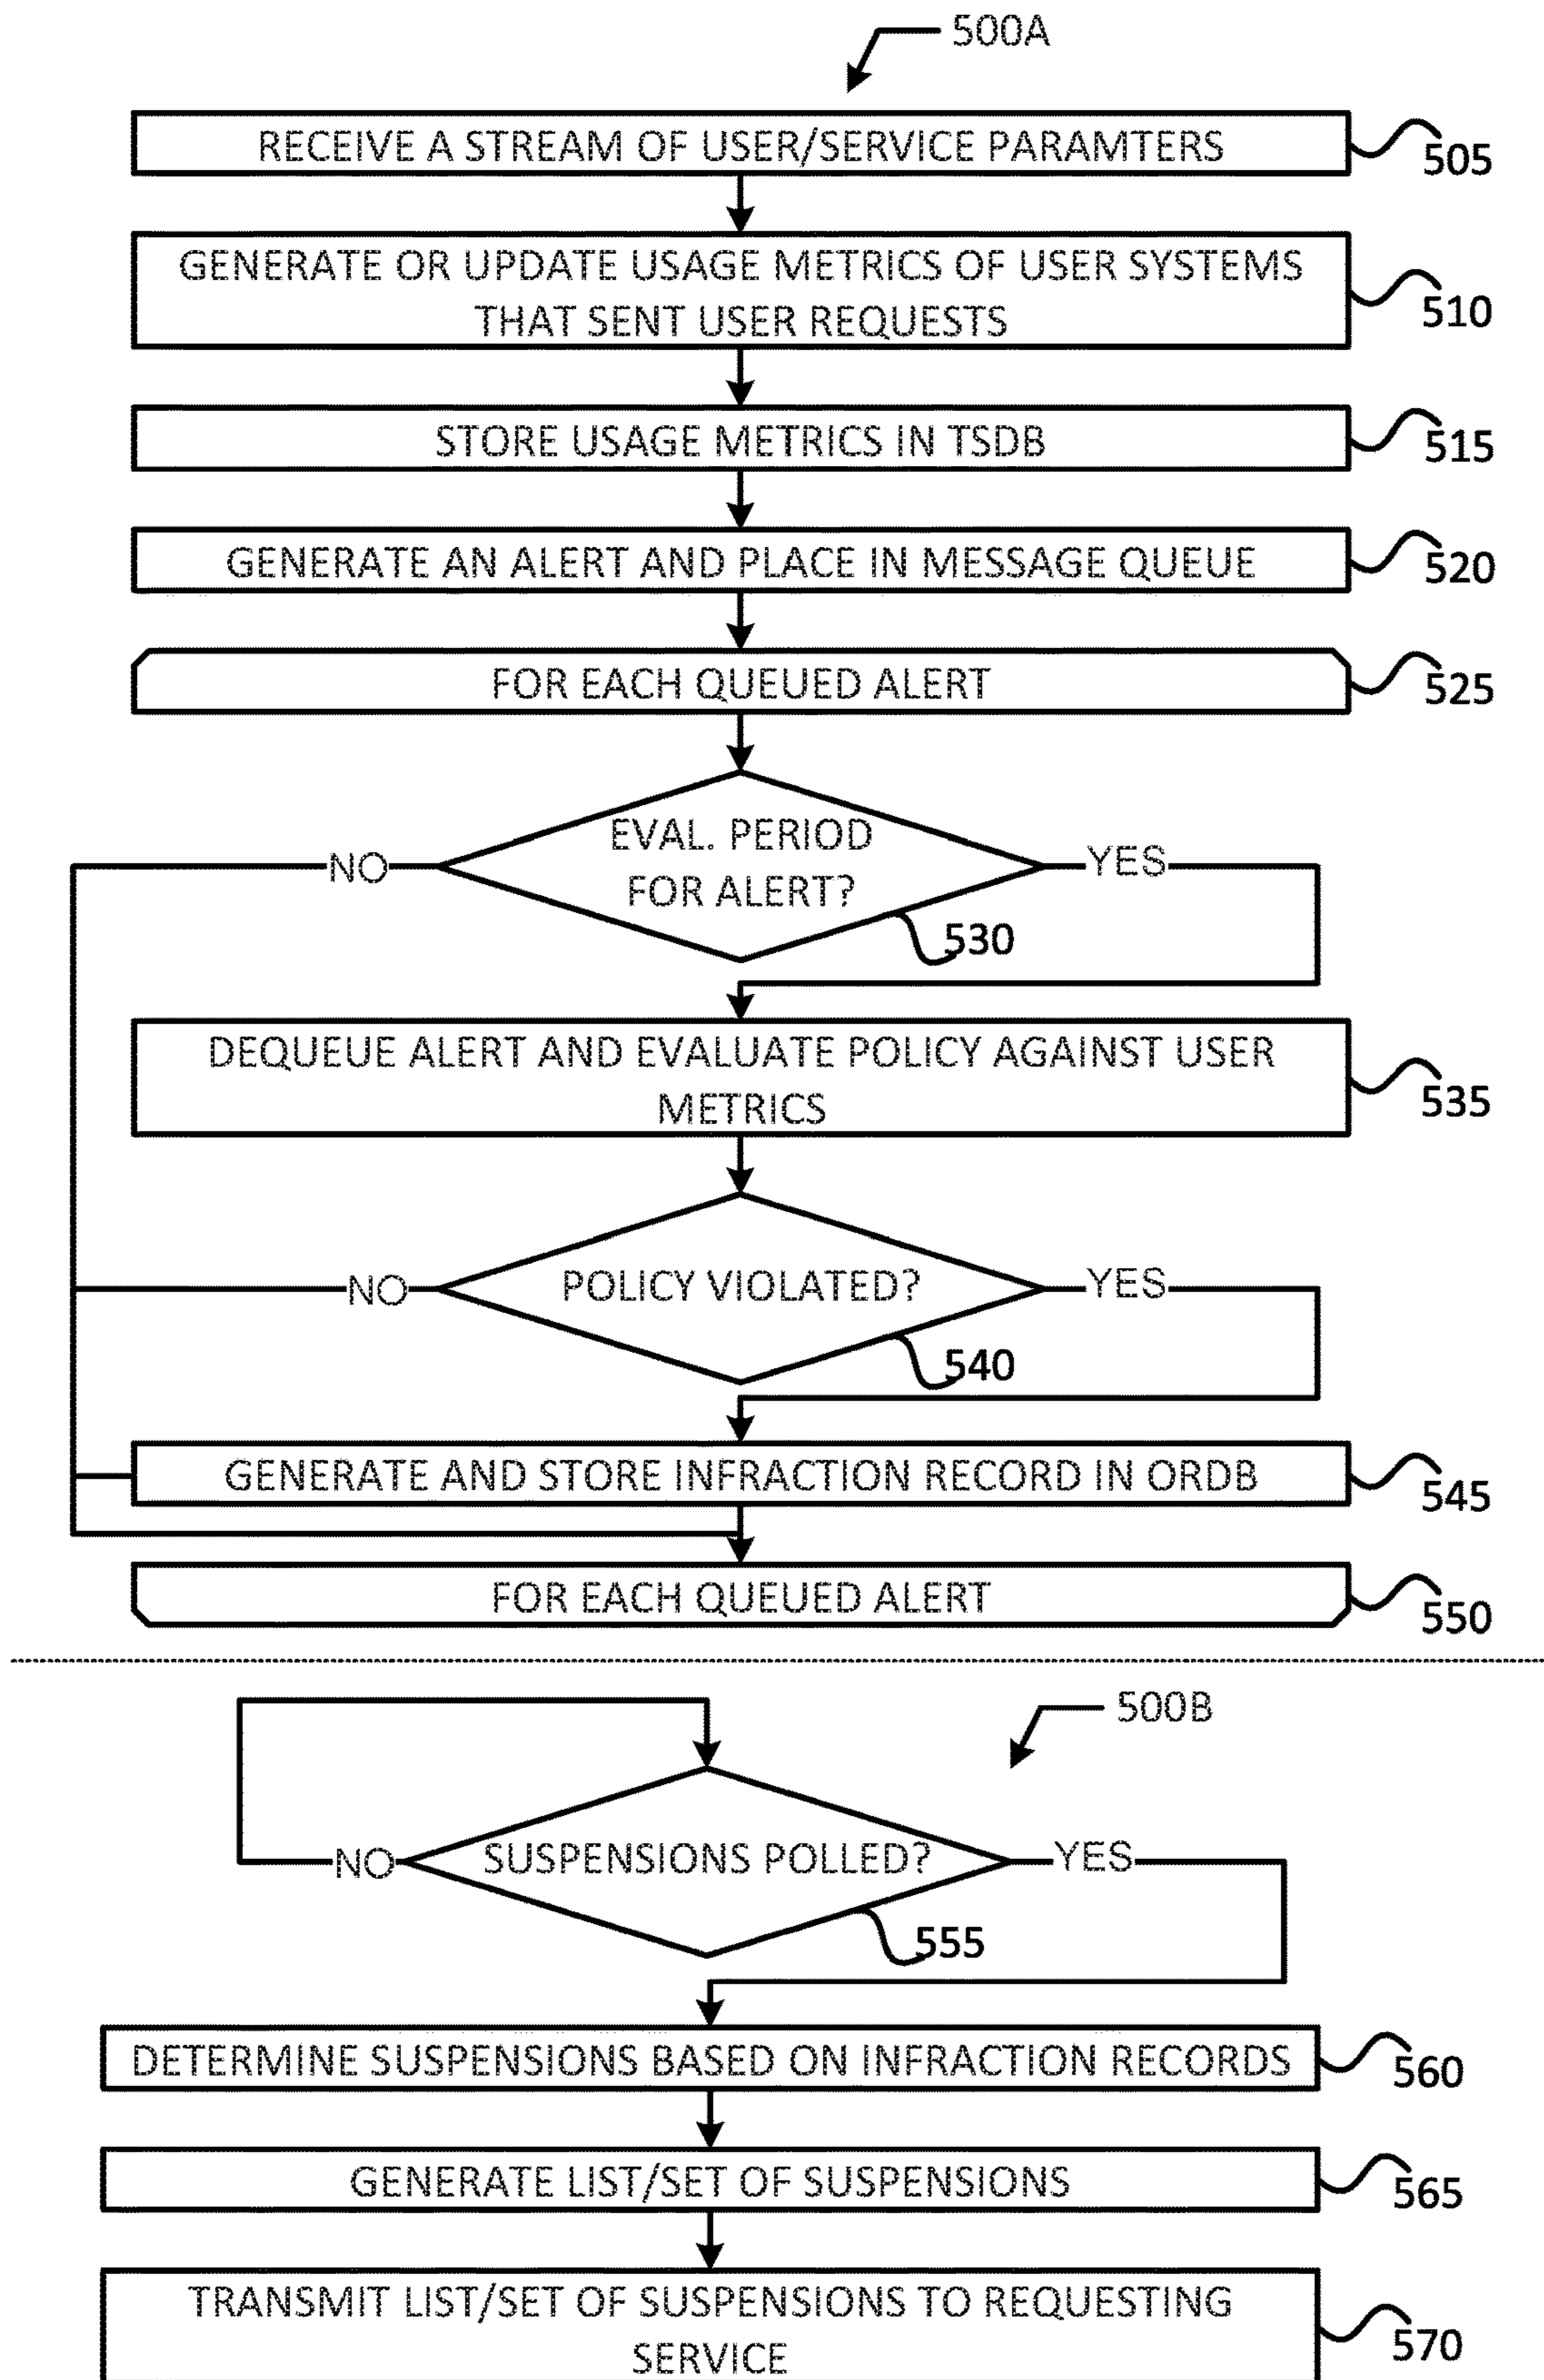 500A
RECEIVE A STREAM OF USER/SERVICE PARAMTERS
505
GENERATE OR UPDATE USAGE METRICS OF USER SYSTEMS
THAT SENT USER REQUESTS
510
STORE USAGE METRICS IN TSDB
515
GENERATE AN ALERT AND PLACE IN MESSAGE QUEUE
520
FOR EACH QUEUED ALERT
525
EVAL. PERIOD
FOR ALERT?
NO
YES
530
DEQUEUE ALERT AND EVALUATE POLICY AGAINST USER
METRICS
535
NO
POLICY VIOLATED?
YES
540
GENERATE AND STORE INFRACTION RECORD IN ORDB
545
FOR EACH QUEUED ALERT
550
500B
NO
SUSPENSIONS POLLED?
YES
555
DETERMINE SUSPENSIONS BASED ON INFRACTION RECORDS
560
GENERATE LIST/SET OF SUSPENSIONS
565
TRANSMIT LIST/SET OF SUSPENSIONS TO REQUESTING
SERVICE
570